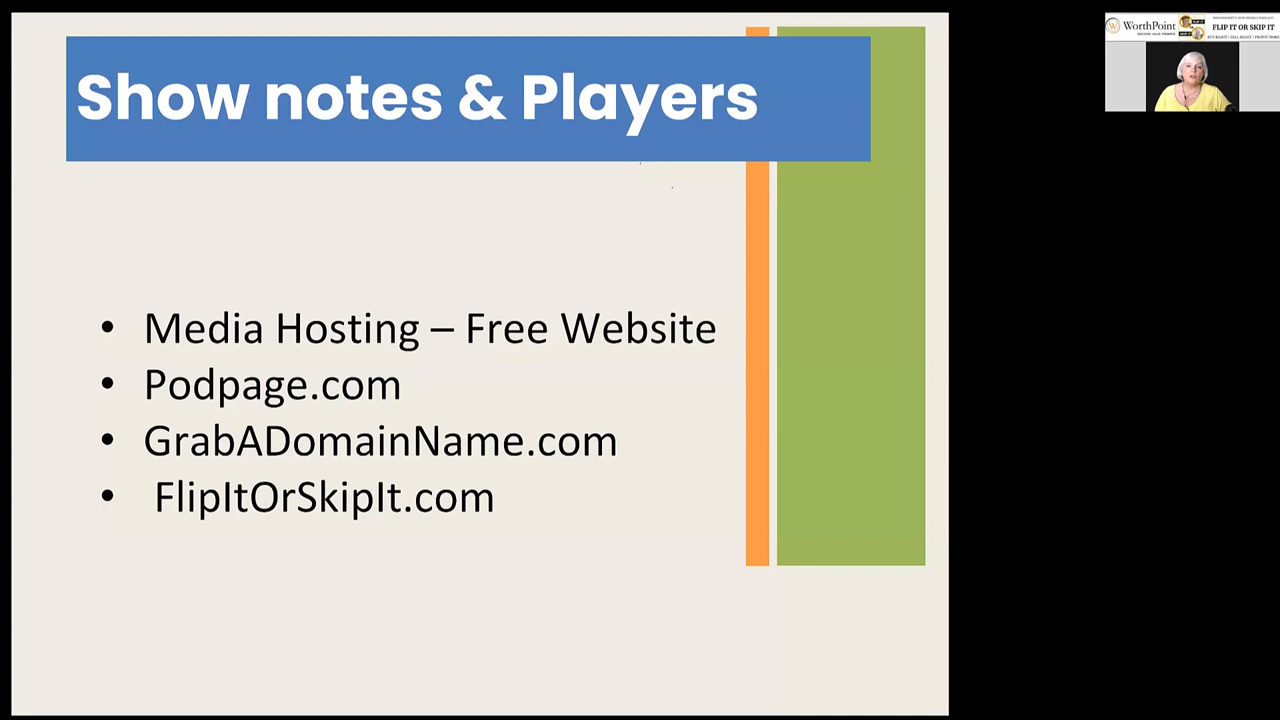 Show notes & Players
• Media Hosting – Free Website
• Podpage.com
• GrabADomainName.com
• FlipItOrSkipIt.com
WorthPoint
FLIP IT OR SKIP IT